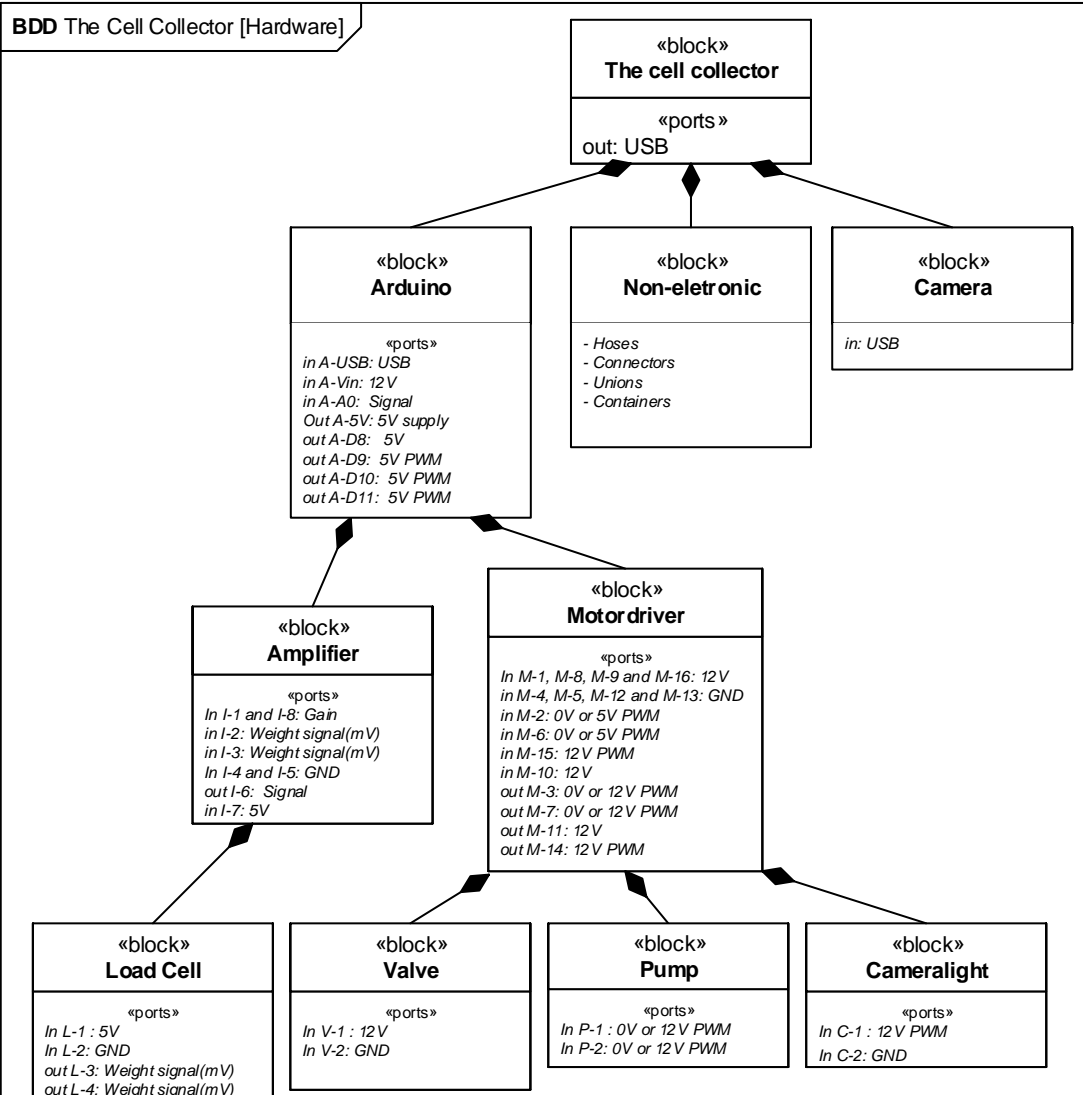 BDD The Cell Collector [Hardware]
«block»
The cell collector
«ports»
out: USB
«block»
Arduino
«ports»
in A-USB: USB
in A-Vin: 12V
in A-A0: Signal
Out A-5V: 5V supply
out A-D8: 5V
out A-D9: 5V PWM
out A-D10: 5V PWM
out A-D11: 5V PWM
«block»
Non-eletronic
- Hoses
- Connectors
- Unions
- Containers
«block»
Camera
in: USB
«block»
Amplifier
«ports»
In I-1 and I-8: Gain
in I-2: Weight signal(mV)
in I-3: Weight signal(mV)
In I-4 and I-5: GND
out I-6: Signal
in I-7: 5V
«block»
Motordriver
«ports»
In M-1, M-8, M-9 and M-16: 12V
in M-4, M-5, M-12 and M-13: GND
in M-2: 0V or 5V PWM
in M-6: 0V or 5V PWM
in M-15: 12V PWM
in M-10: 12V
out M-3: 0V or 12V PWM
out M-7: 0V or 12V PWM
out M-11: 12V
out M-14: 12V PWM
«block»
Load Cell
«ports»
In L-1 : 5V
In L-2: GND
out L-3: Weight signal(mV)
out L-4: Weight signal(mV)
«block»
Valve
«ports»
In V-1 : 12V
In V-2: GND
«block»
Pump
«ports»
In P-1 : 0V or 12V PWM
In P-2: 0V or 12V PWM
«block»
Cameralight
«ports»
In C-1 : 12V PWM
In C-2: GND